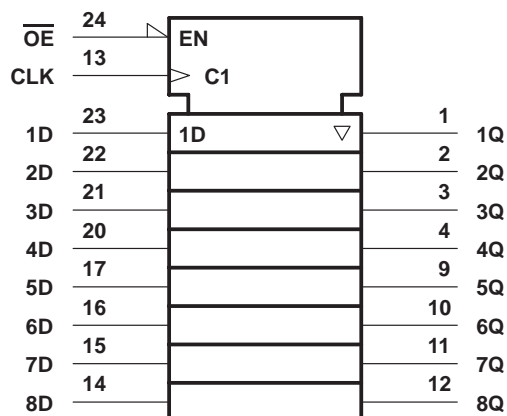 OE 24 EN
CLK 13 C1
1D 23 1D 1 1Q
2D 22 2 2Q
3D 21 3 3Q
4D 20 4 4Q
5D 17 9 5Q
6D 16 10 6Q
7D 15 11 7Q
8D 14 12 8Q